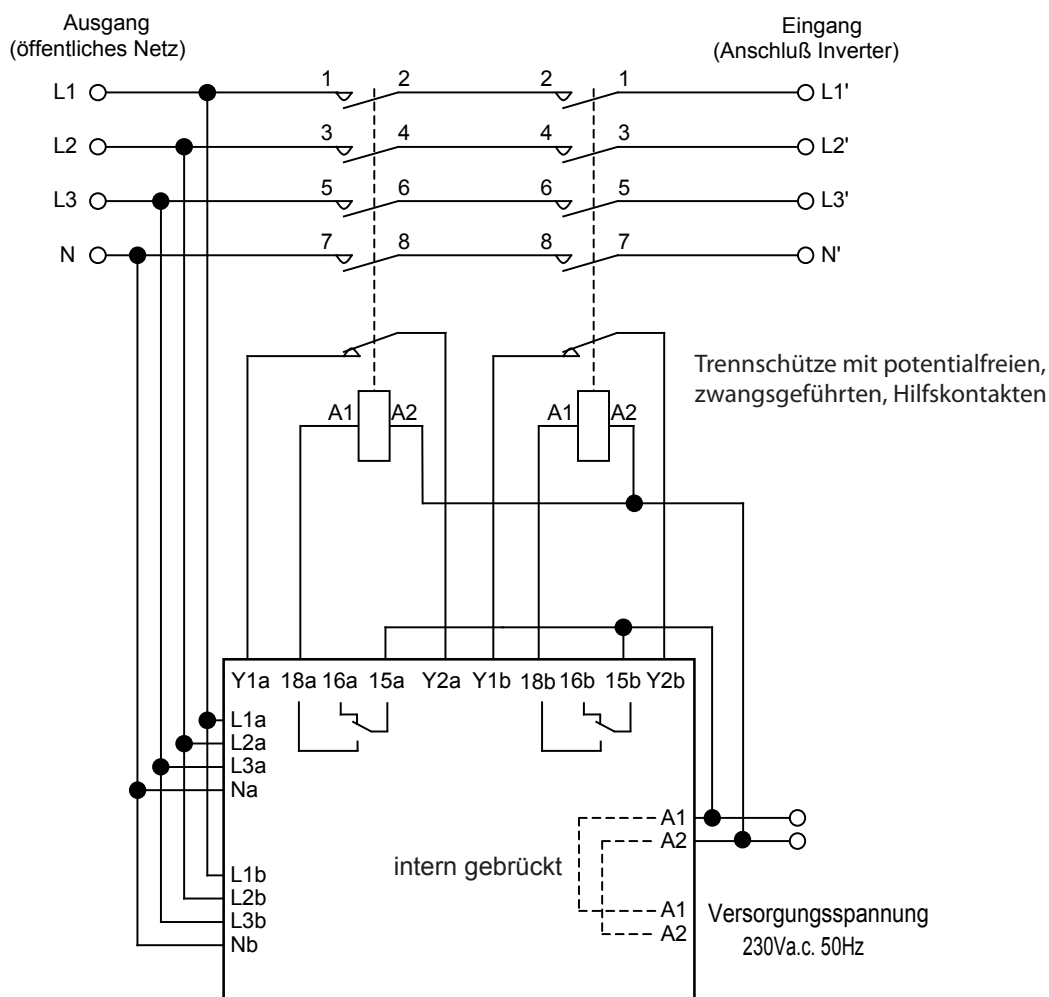 Ausgang
(öffentliches Netz)
Eingang
(Anschluß Inverter)
L1 1 2 2 1 L1'
L2 3 4 4 3 L2'
L3 5 6 6 5 L3'
N 7 8 8 7 N'
Trennschütze mit potentialfreien,
zwangsgeführten, Hilfskontakten
A1 A2 A1 A2
Y1a 18a 16a 15a Y2a Y1b 18b 16b 15b Y2b
L1a
L2a
L3a
Na
A1
A2
intern gebrückt
L1b
L2b
L3b
Nb
A1
A2
Versorgungsspannung
230Va.c. 50Hz